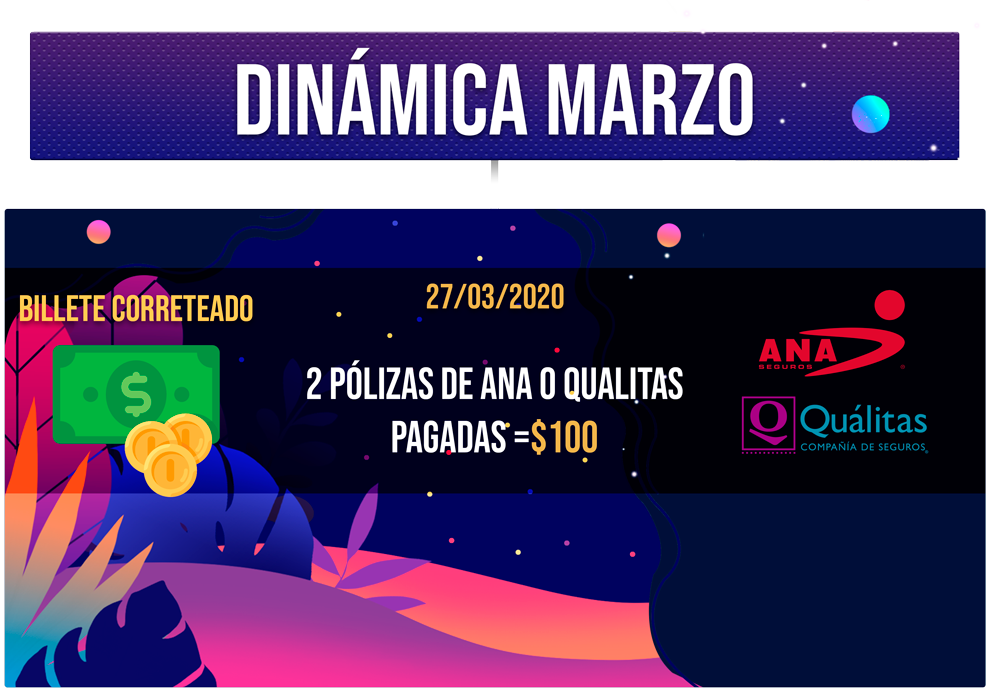 DINÁMICA MARZO
BILLETE CORRETEADO
27/03/2020
2 PÓLIZAS DE ANA O QUALITAS
PAGADAS =$100
$
ANA
SEGUROS
Q
Quálitas
COMPAÑÍA DE SEGUROS